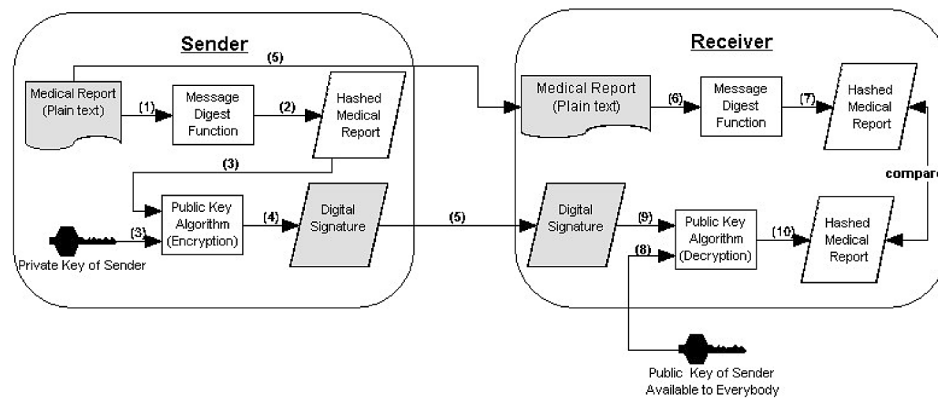 Sender
(5)
Medical Report
(Plain text)
(1)
Message
Digest
Function
(2)
Hashed
Medical
Report
(3)
Public Key
Algorithm
(Encryption)
(4)
Digital
Signature
(5)
(3)
Private Key of Sender
Receiver
Medical Report
(Plain text)
(6)
Message
Digest
Function
(7)
Hashed
Medical
Report
compare
Digital
Signature
(9)
(8)
Public Key
Algorithm
(Decryption)
(10)
Hashed
Medical
Report
Public Key of Sender
Available to Everybody